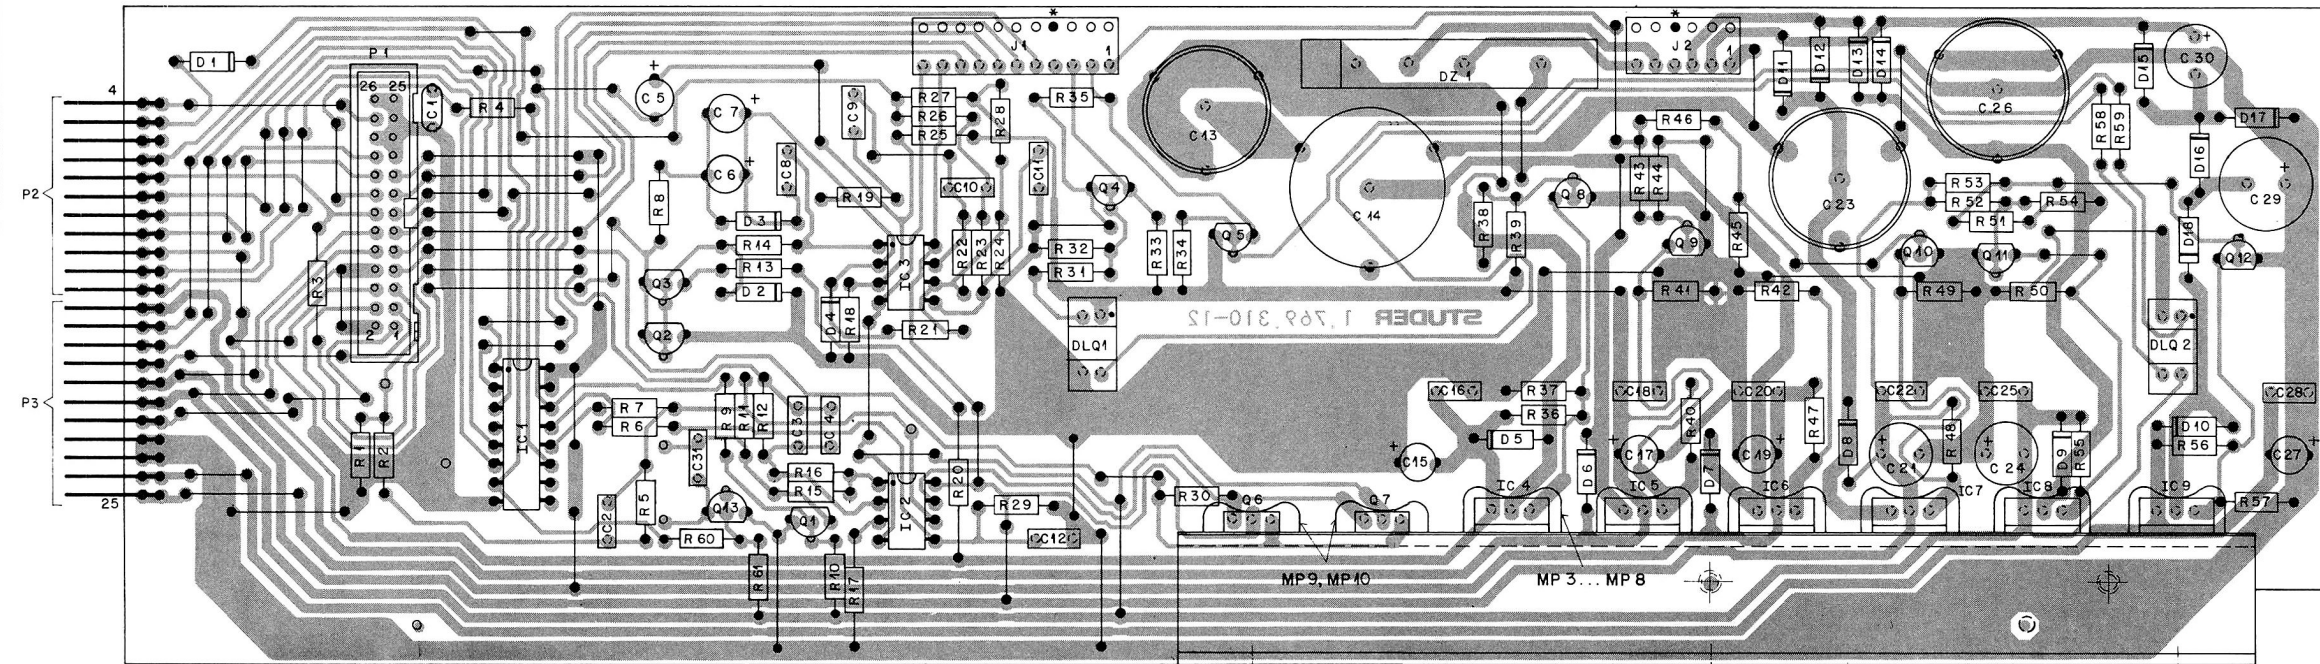 *
J1
1
*
J2
1
D11
D12
D13
D14
D15
+
C30
P1
D1
26 25
C1
R4
+
C5
C7
+
C9
R27
R26
R25
R28
R35
C13
DZ1
C26
R58
R59
D17
4
R46
D16
+
C29
P2
R8
C6
+
C8
R19
C10
C11
Q4
C14
R38
R39
Q8
R43
R44
C23
R53
R52
R54
R51
D3
R14
R13
D2
Q3
IC3
R22
R23
R24
R32
R31
R33
R34
Q5
Q9
R45
Q10
Q11
D18
Q12
R3
R41
R42
R49
R50
2 1
Q2
D4
R18
R21
STUDER 1.769.310-12
DLQ1
DLQ2
P3
R7
R6
R9
R11
R12
C3
C4
C16
R37
R36
C18
R40
C20
R47
C22
C25
C28
R1
R2
IC1
C31
R16
R15
R20
D5
+
C15
D6
+
C17
D7
+
C19
D8
+
C21
R48
+
C24
D9
R55
D10
R56
+
C27
25
C2
R5
Q13
Q1
IC2
R29
R30
Q6
Q7
IC4
IC5
IC6
IC7
IC8
IC9
R57
R60
C12
R61
R10
R17
MP9, MP10
MP3...MP8